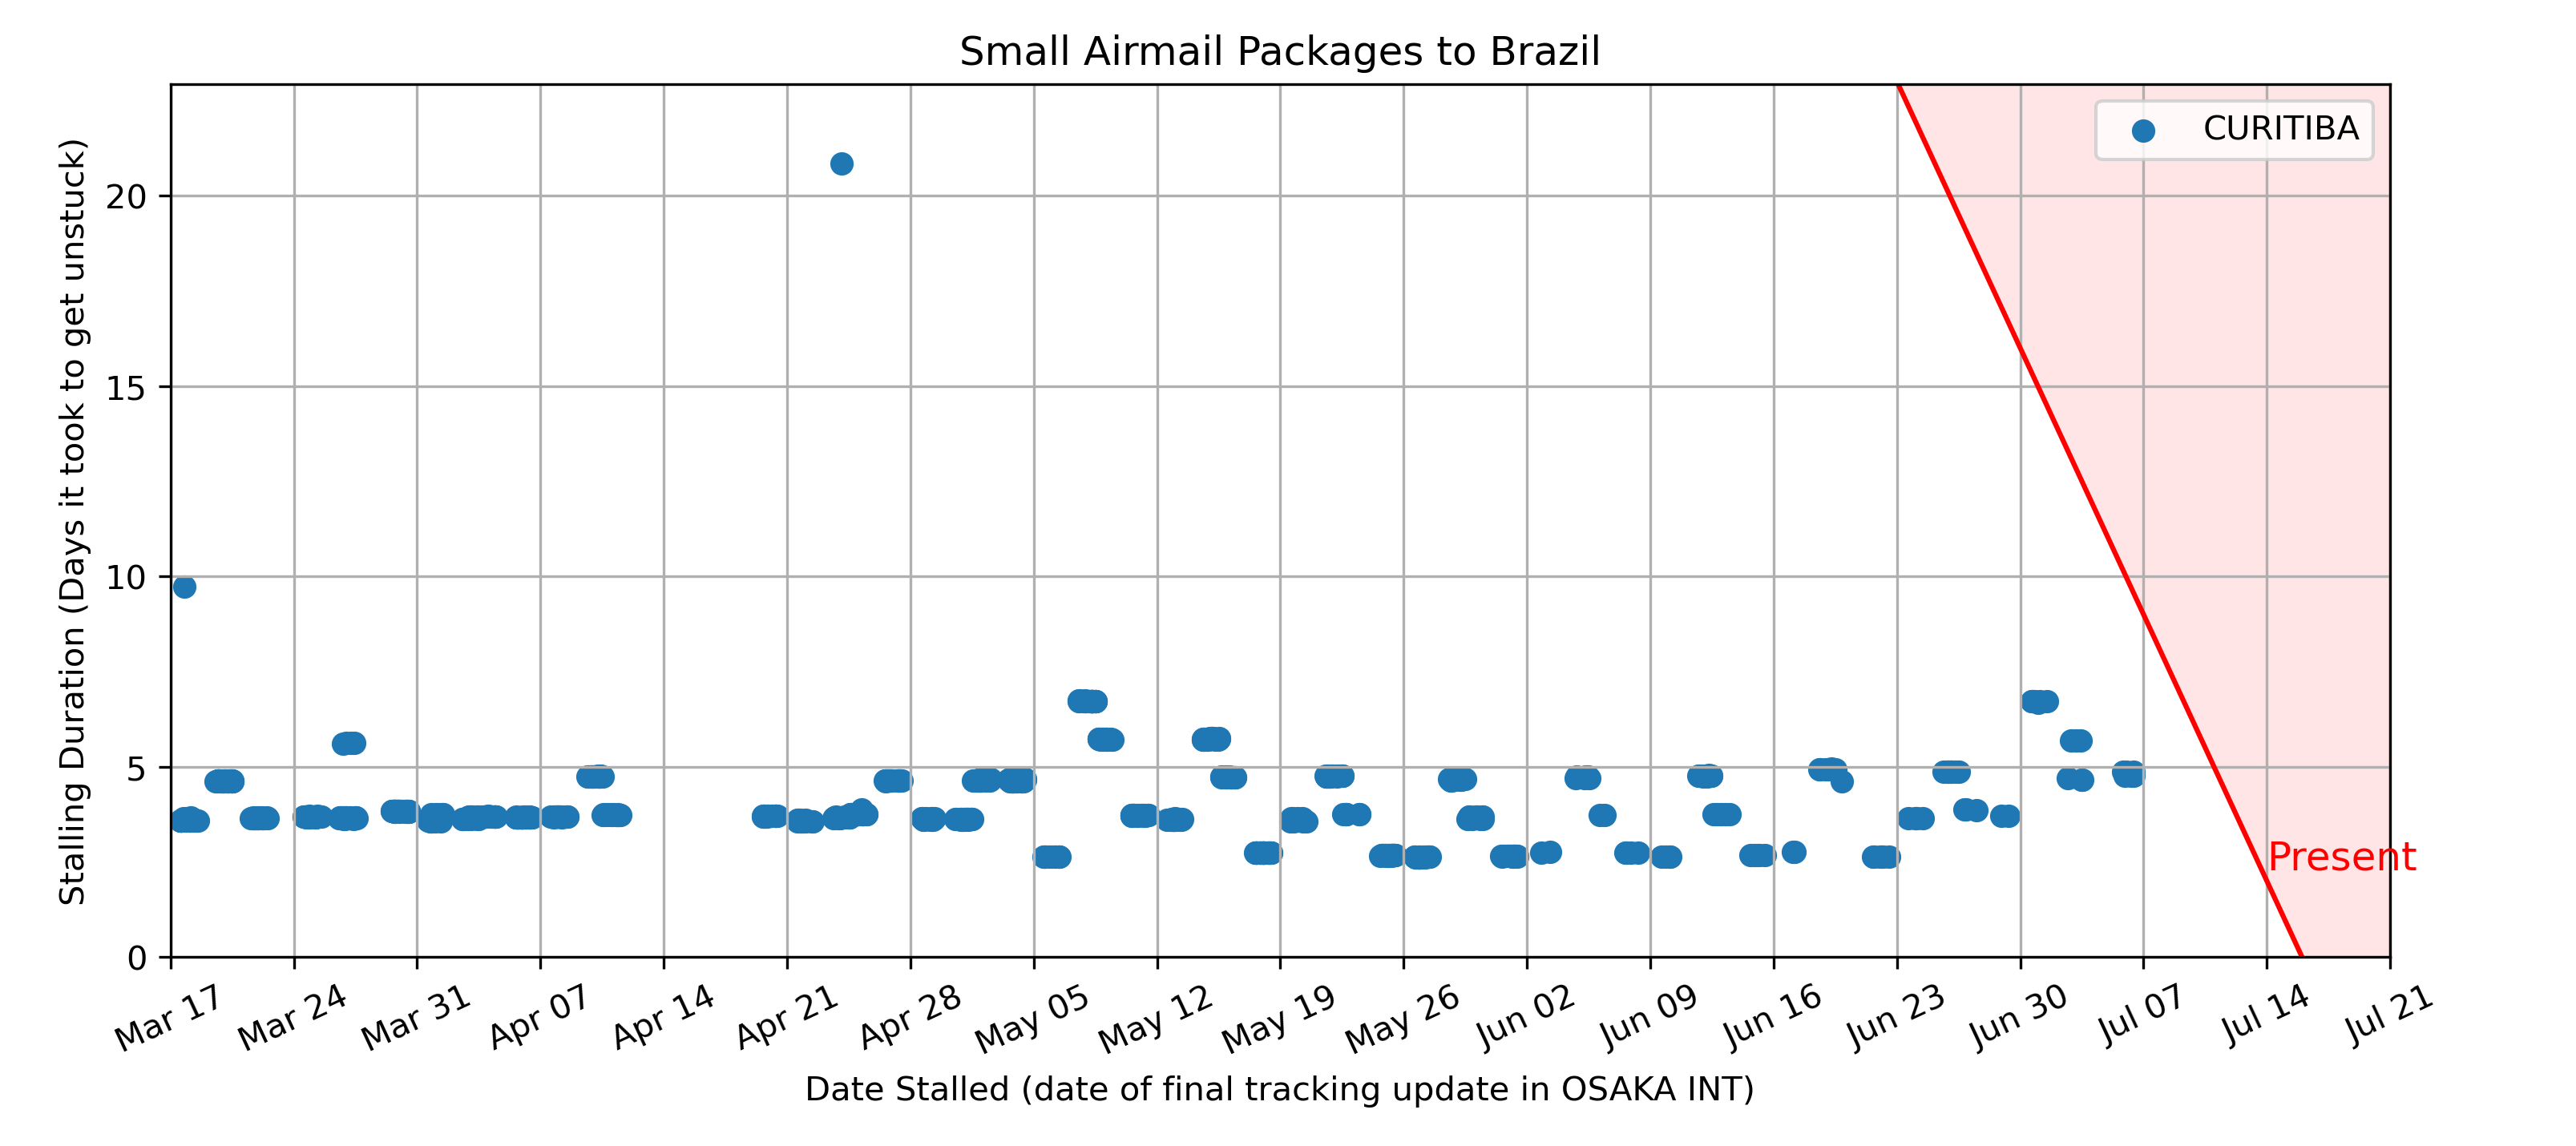 Small Airmail Packages to Brazil
CURITIBA
Stalling Duration (Days it took to get unstuck)
20
15
10
5
0
Present
Mar 17
Mar 24
Mar 31
Apr 07
Apr 14
Apr 21
Apr 28
May 05
May 12
May 19
May 26
Jun 02
Jun 09
Jun 16
Jun 23
Jun 30
Jul 07
Jul 14
Jul 21
Date Stalled (date of final tracking update in OSAKA INT)